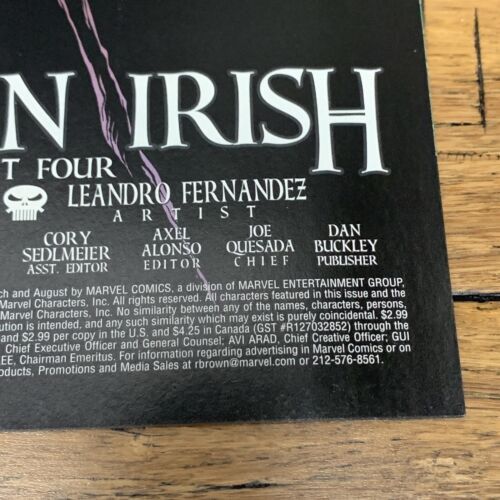 N IRISH
T FOUR
LEANDRO FERNANDEZ
ARTIST
CORY SEDLMEIER ASST. EDITOR
AXEL ALONSO EDITOR
JOE QUESADA CHIEF
DAN BUCKLEY PUBLISHER
ch and August by MARVEL COMICS, a division of MARVEL ENTERTAINMENT GROUP,
Marvel Characters, Inc. All rights reserved. All characters featured in this issue and the
Marvel Characters, Inc. No similarity between any of the names, characters, persons,
ution is intended, and any such similarity which may exist is purely coincidental. $2.99
and $2.99 per copy in the U.S. and $4.25 in Canada (GST #R127032852) through the
Chief Executive Officer and General Counsel; AVI ARAD, Chief Creative Officer; GUI
EE, Chairman Emeritus. For information regarding advertising in Marvel Comics or on
oducts, Promotions and Media Sales at rbrown@marvel.com or 212-576-8561.